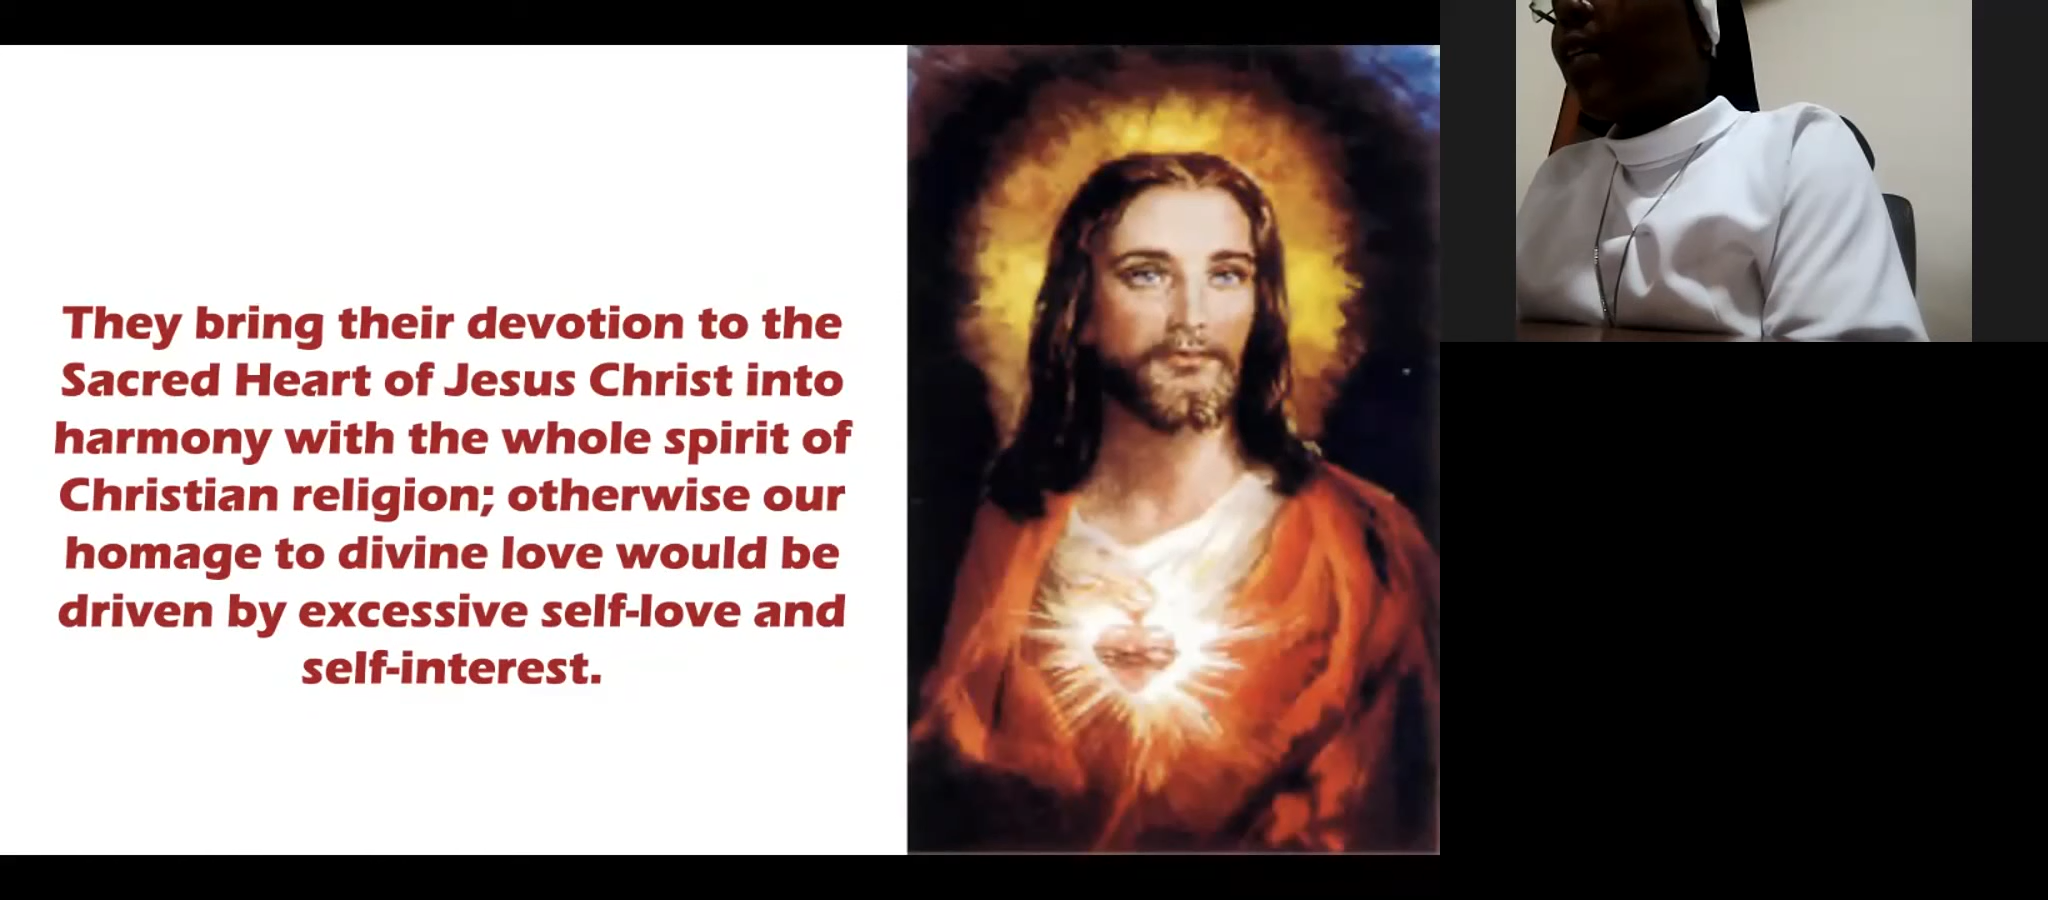 They bring their devotion to the
Sacred Heart of Jesus Christ into
harmony with the whole spirit of
Christian religion; otherwise our
homage to divine love would be
driven by excessive self-love and
self-interest.